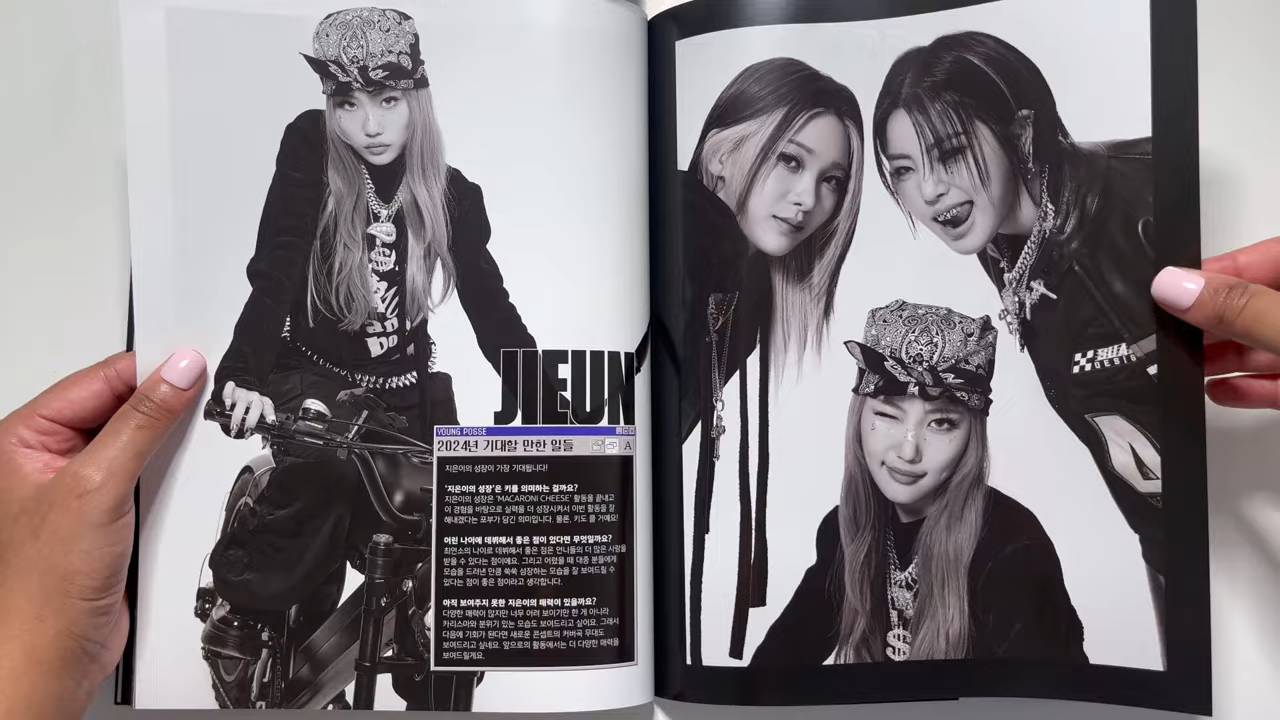 JIEUN
YOUNG POSSE
2024년 기대할 만한 일들
A
지은이의 성장이 가장 기대됩니다!
'지은이의 성장'은 키를 의미하는 걸까요?
지은이의 성장은 'MACARONI CHEESE' 활동을 끝내고
이 경험을 바탕으로 실력을 더 성장시켜서 이번 활동을 잘
해내겠다는 포부가 담긴 의미입니다. 물론, 키도 클 거예요!
어린 나이에 데뷔해서 좋은 점이 있다면 무엇일까요?
최연소의 나이로 데뷔해서 좋은 점은 언니들의 더 많은 사랑을
받을 수 있다는 점이에요. 그리고 어렸을 때 대중 분들에게
모습을 드러낸 만큼 쑥쑥 성장하는 모습을 잘 보여드릴 수
있다는 점이 좋은 점이라고 생각합니다.
아직 보여주지 못한 지은이의 매력이 있을까요?
다양한 매력이 많지만 너무 어려 보이기만 한 게 아니라
카리스마와 분위기 있는 모습도 보여드리고 싶어요. 그래서
다음에 기회가 된다면 새로운 콘셉트의 커버곡 무대도
보여드리고 싶네요. 앞으로의 활동에서는 더 다양한 매력을
보여드릴게요.
DESIG
$